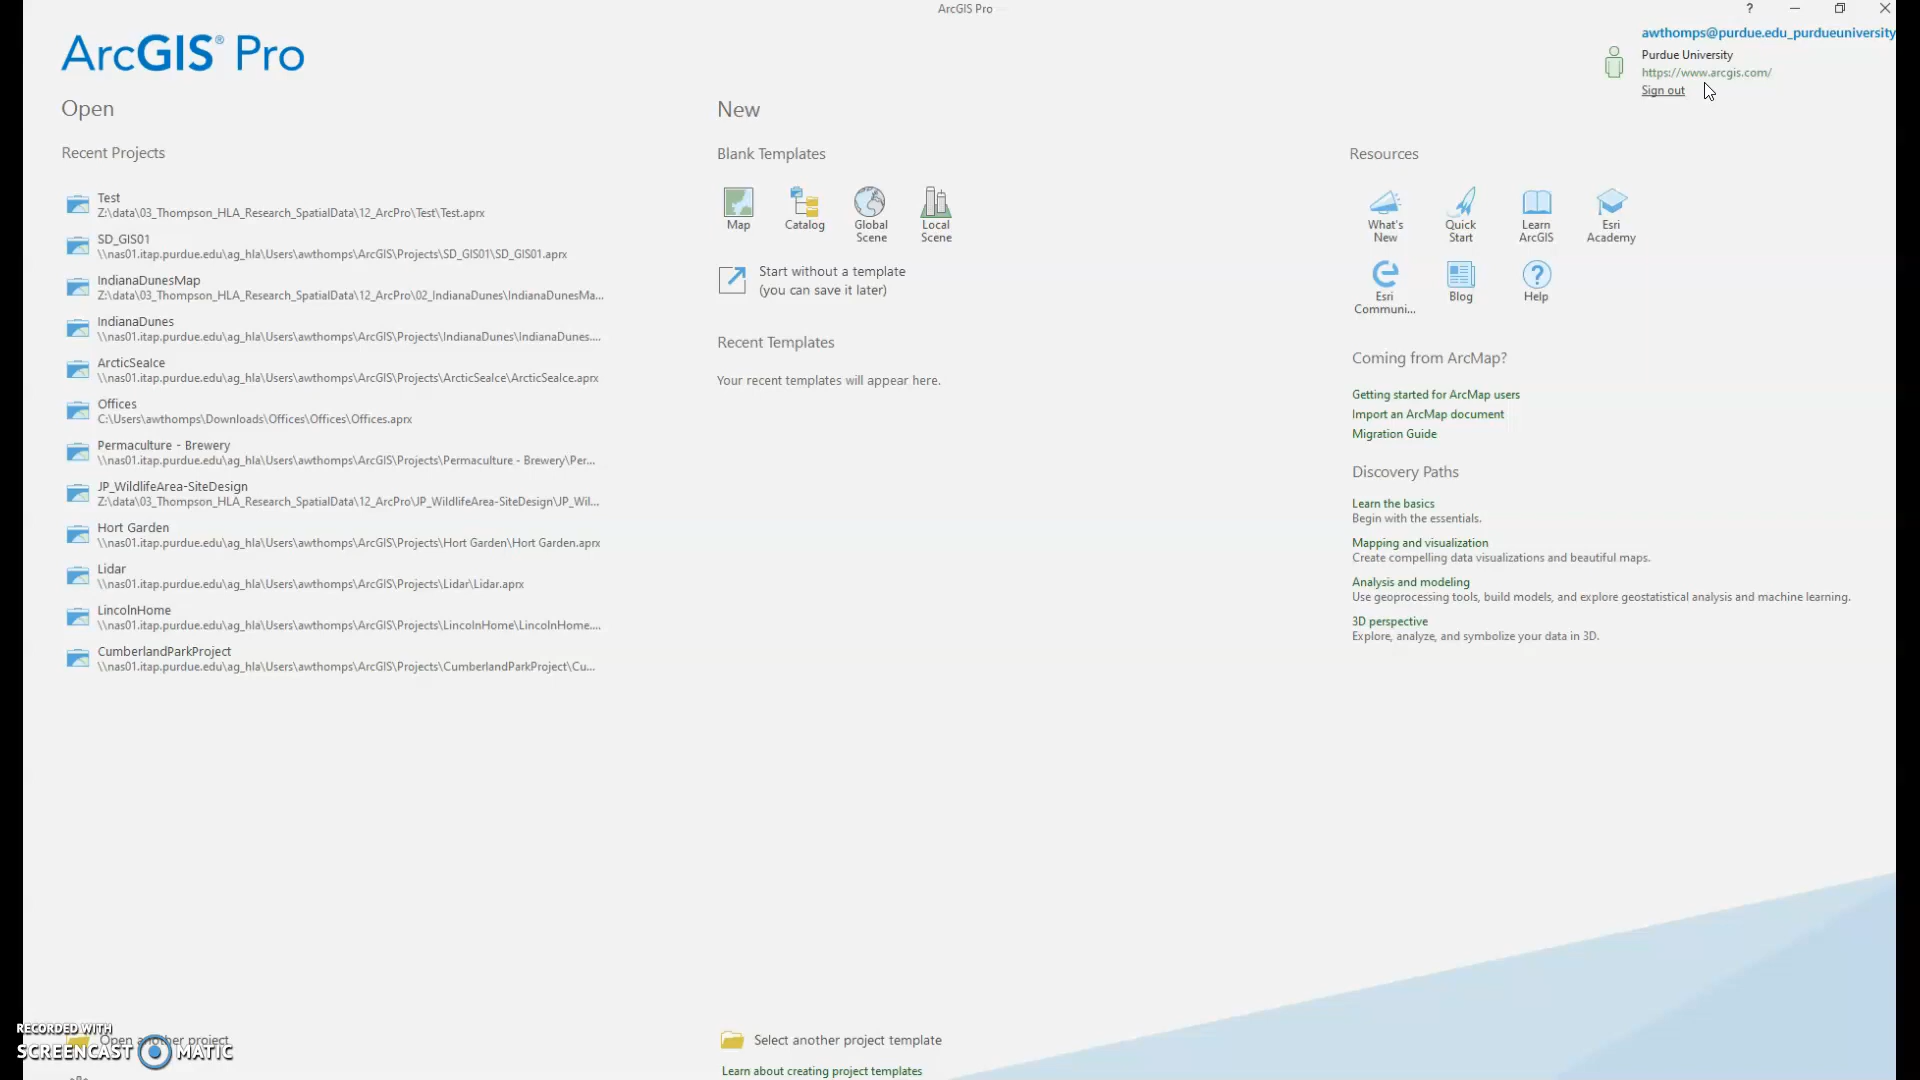 ArcGIS Pro
?
ArcGIS® Pro
awthomps@purdue.edu_purdueuniversity
Purdue University
https://www.arcgis.com/
Sign out
Open
Recent Projects
Test
Z:\data\03_Thompson_HLA_Research_SpatialData\12_ArcPro\Test\Test.aprx
SD_GIS01
\\nas01.itap.purdue.edu\ag_hla\Users\awthomps\ArcGIS\Projects\SD_GIS01\SD_GIS01.aprx
IndianaDunesMap
Z:\data\03_Thompson_HLA_Research_SpatialData\12_ArcPro\02_IndianaDunes\IndianaDunesMa...
IndianaDunes
\\nas01.itap.purdue.edu\ag_hla\Users\awthomps\ArcGIS\Projects\IndianaDunes\IndianaDunes....
ArcticSeaIce
\\nas01.itap.purdue.edu\ag_hla\Users\awthomps\ArcGIS\Projects\ArcticSeaIce\ArcticSeaIce.aprx
Offices
C:\Users\awthomps\Downloads\Offices\Offices\Offices.aprx
Permaculture - Brewery
\\nas01.itap.purdue.edu\ag_hla\Users\awthomps\ArcGIS\Projects\Permaculture - Brewery\Per...
JP_WildlifeArea-SiteDesign
Z:\data\03_Thompson_HLA_Research_SpatialData\12_ArcPro\JP_WildlifeArea-SiteDesign\JP_Wil...
Hort Garden
\\nas01.itap.purdue.edu\ag_hla\Users\awthomps\ArcGIS\Projects\Hort Garden\Hort Garden.aprx
Lidar
\\nas01.itap.purdue.edu\ag_hla\Users\awthomps\ArcGIS\Projects\Lidar\Lidar.aprx
LincolnHome
\\nas01.itap.purdue.edu\ag_hla\Users\awthomps\ArcGIS\Projects\LincolnHome\LincolnHome....
CumberlandParkProject
\\nas01.itap.purdue.edu\ag_hla\Users\awthomps\ArcGIS\Projects\CumberlandParkProject\Cu...
Open another project
RECORDED WITH
SCREENCAST MATIC
New
Blank Templates
Map
Catalog
Global
Scene
Local
Scene
Start without a template
(you can save it later)
Recent Templates
Your recent templates will appear here.
Select another project template
Learn about creating project templates
Resources
What's
New
Quick
Start
Learn
ArcGIS
Esri
Academy
Esri
Communi...
Blog
Help
Coming from ArcMap?
Getting started for ArcMap users
Import an ArcMap document
Migration Guide
Discovery Paths
Learn the basics
Begin with the essentials.
Mapping and visualization
Create compelling data visualizations and beautiful maps.
Analysis and modeling
Use geoprocessing tools, build models, and explore geostatistical analysis and machine learning.
3D perspective
Explore, analyze, and symbolize your data in 3D.